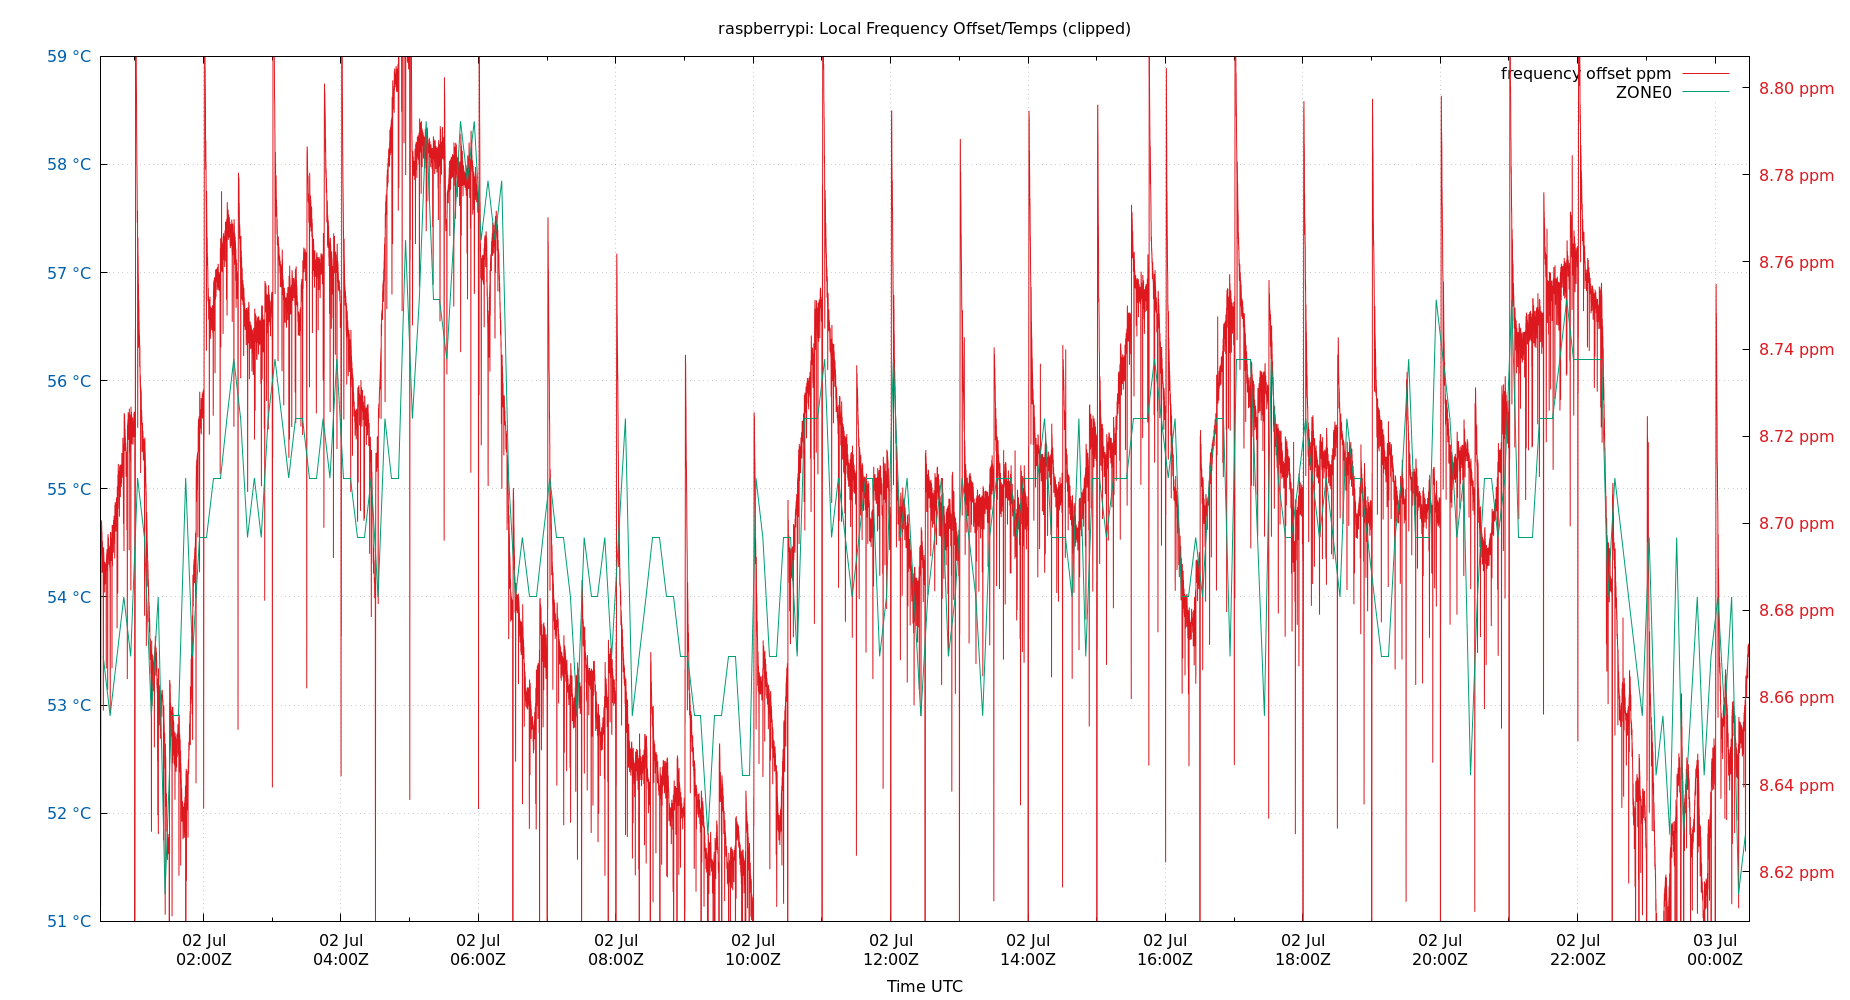 raspberrypi: Local Frequency Offset/Temps (clipped)
frequency offset ppm
ZONE0
59 °C
58 °C
57 °C
56 °C
55 °C
54 °C
53 °C
52 °C
51 °C
8.80 ppm
8.78 ppm
8.76 ppm
8.74 ppm
8.72 ppm
8.70 ppm
8.68 ppm
8.66 ppm
8.64 ppm
8.62 ppm
02 Jul 02 Jul 02 Jul 02 Jul 02 Jul 02 Jul 02 Jul 02 Jul 02 Jul 02 Jul 02 Jul 03 Jul
02:00Z 04:00Z 06:00Z 08:00Z 10:00Z 12:00Z 14:00Z 16:00Z 18:00Z 20:00Z 22:00Z 00:00Z
Time UTC